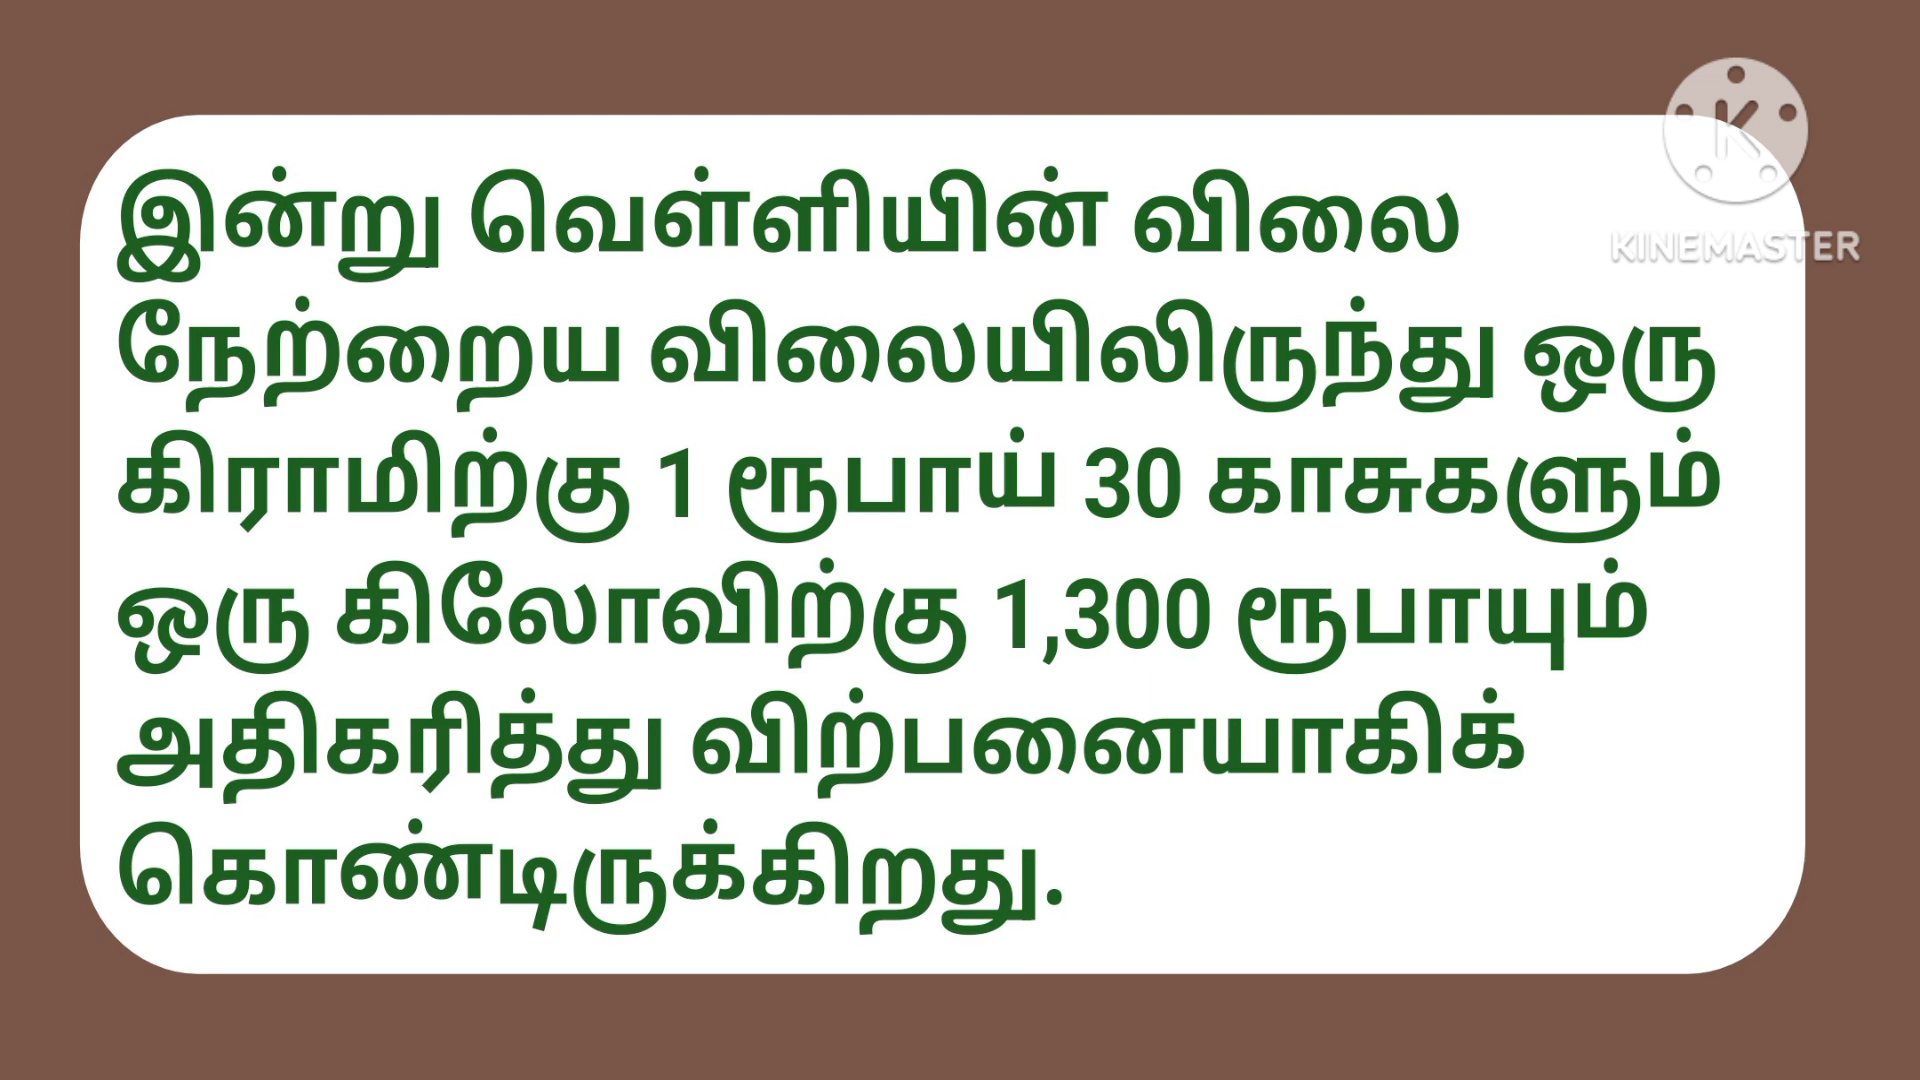 இன்று வெள்ளியின் விலை
நேற்றைய விலையிலிருந்து ஒரு
கிராமிற்கு 1 ரூபாய் 30 காசுகளும்
ஒரு கிலோவிற்கு 1,300 ரூபாயும்
அதிகரித்து விற்பனையாகிக்
கொண்டிருக்கிறது.
K
KINEMASTER